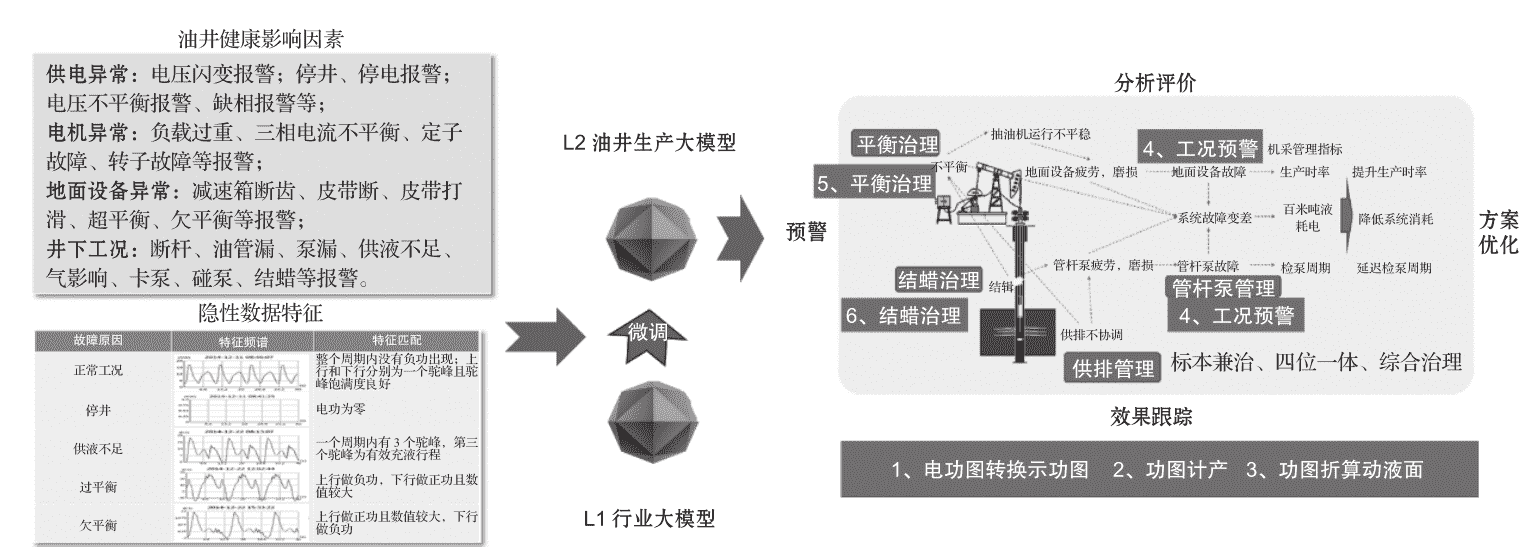 油井健康影响因素
供电异常：电压闪变报警；停井、停电报警；
电压不平衡报警、缺相报警等；
电机异常：负载过重、三相电流不平衡、定子
故障、转子故障等报警；
地面设备异常：减速箱断齿、皮带断、皮带打
滑、超平衡、欠平衡等报警；
井下工况：断杆、油管漏、泵漏、供液不足、
气影响、卡泵、碰泵、结蜡等报警。
隐性数据特征
故障原因 特征频谱 特征匹配
正常工况
整个周期内没有负功出现；上
行和下行分别为一个驼峰且驼
峰饱满度良好
停井
电功为零
供液不足
一个周期内有3个驼峰，第三
个驼峰为有效充液行程
过平衡
上行做负功，下行做正功且数
值较大
欠平衡
上行做正功且数值较大，下行
做负功
L2 油井生产大模型
微调
L1 行业大模型
预警
分析评价
平衡治理
抽油机运行不平稳
4、工况预警
机采管理指标
不平衡
5、平衡治理
地面设备疲劳，磨损
地面设备故障
生产时率
提升生产时率
系统故障变差
百米吨液
耗电
降低系统消耗
结蜡治理
结辑
管杆泵疲劳，磨损
管杆泵故障
检泵周期
延迟检泵周期
管杆泵管理
6、结蜡治理
4、工况预警
供排不协调
供排管理
标本兼治、四位一体、综合治理
方案
优化
效果跟踪
1、电功图转换示功图 2、功图计产 3、功图折算动液面